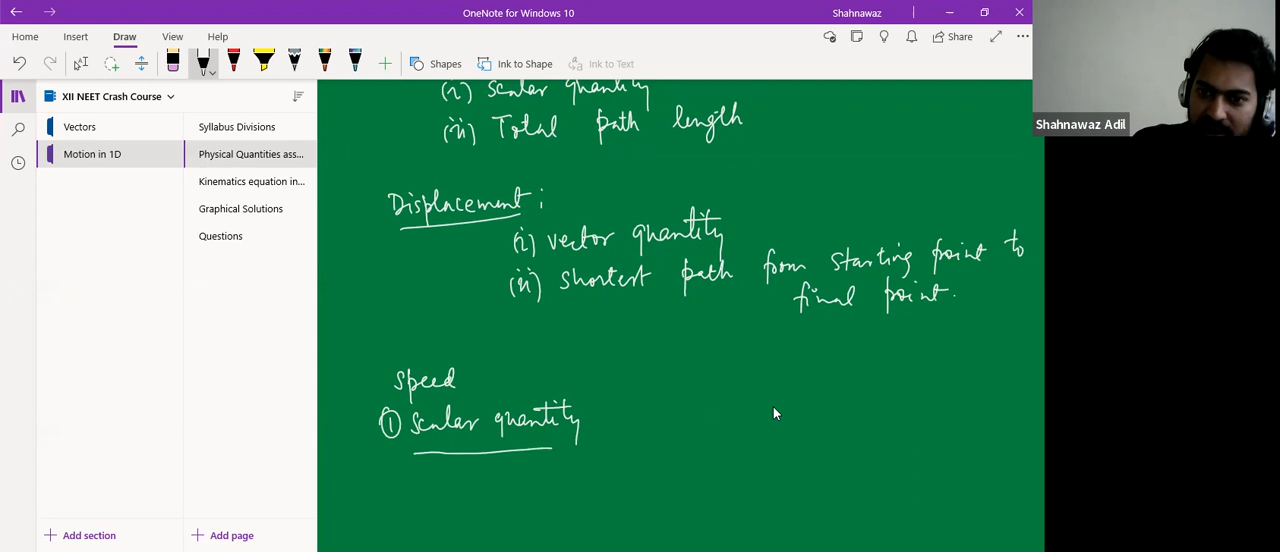 OneNote for Windows 10
Shahnawaz
Home Insert Draw View Help
Share
Shapes Ink to Shape Ink to Text
XII NEET Crash Course
Vectors
Motion in 1D
Syllabus Divisions
Physical Quantities ass...
Kinematics equation in...
Graphical Solutions
Questions
Add section
Add page
(i) Scalar quantity
(ii) Total path length
Displacement :
(i) vector quantity
(ii) shortest path from starting point to
final point.
Speed
① scalar quantity
Shahnawaz Adil